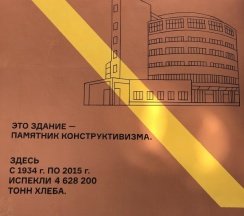 ЭТО ЗДАНИЕ —
ПАМЯТНИК КОНСТРУКТИВИЗМА.
ЗДЕСЬ
С 1934 г. ПО 2015 г.
ИСПЕКЛИ 4 628 200
ТОНН ХЛЕБА.